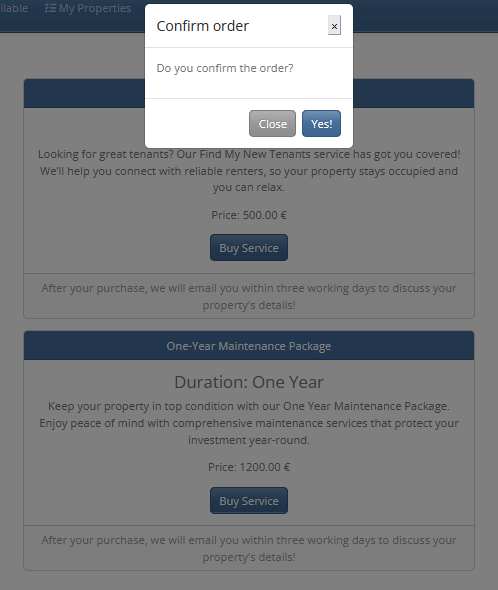 ilable My Properties
Confirm order
x
Do you confirm the order?
Close Yes!
Looking for great tenants? Our Find My New Tenants service has got you covered!
We'll help you connect with reliable renters, so your property stays occupied and
you can relax.
Price: 500.00 €
Buy Service
After your purchase, we will email you within three working days to discuss your
property's details!
One-Year Maintenance Package
Duration: One Year
Keep your property in top condition with our One Year Maintenance Package.
Enjoy peace of mind with comprehensive maintenance services that protect your
investment year-round.
Price: 1200.00 €
Buy Service
After your purchase, we will email you within three working days to discuss your
property's details!